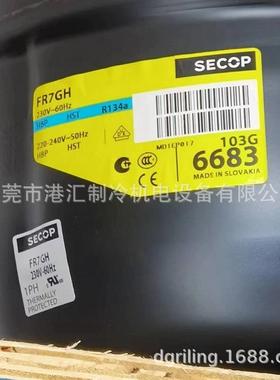 SECOP
FR7GH
230V~60Hz
HBP HST R134a
220-240V~50Hz
HBP HST
103G
6683
MADE IN SLOVAKIA
莞市港汇制冷机电设备有限公
SECOP
FR7GH
230V-60Hz
1PH
THERMALLY
PROTECTED
dgriling.1688.c